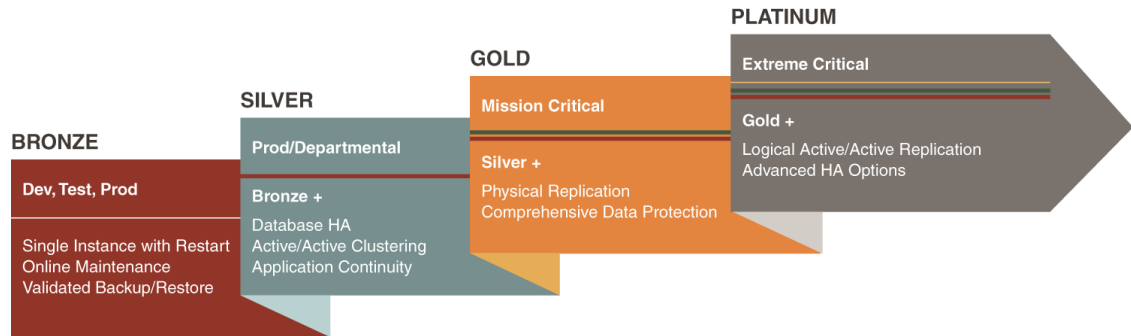 BRONZE
Dev, Test, Prod
Single Instance with Restart
Online Maintenance
Validated Backup/Restore
SILVER
Prod/Departmental
Bronze +
Database HA
Active/Active Clustering
Application Continuity
GOLD
Mission Critical
Silver +
Physical Replication
Comprehensive Data Protection
PLATINUM
Extreme Critical
Gold +
Logical Active/Active Replication
Advanced HA Options